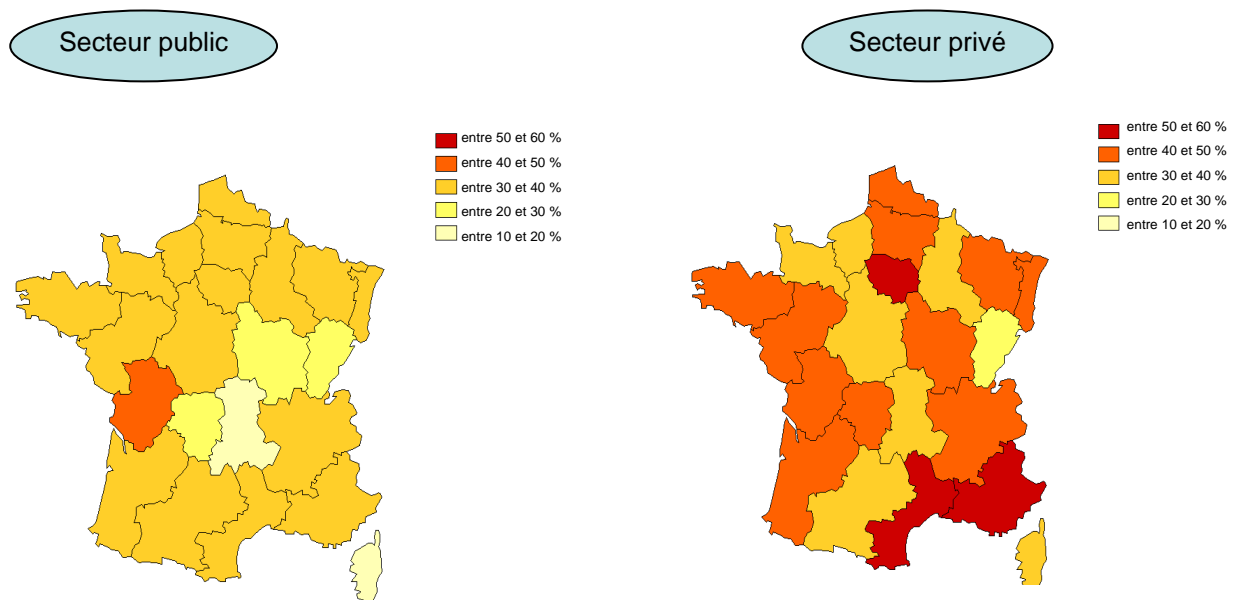 Secteur public
Secteur privé
entre 50 et 60 %
entre 40 et 50 %
entre 30 et 40 %
entre 20 et 30 %
entre 10 et 20 %
entre 50 et 60 %
entre 40 et 50 %
entre 30 et 40 %
entre 20 et 30 %
entre 10 et 20 %